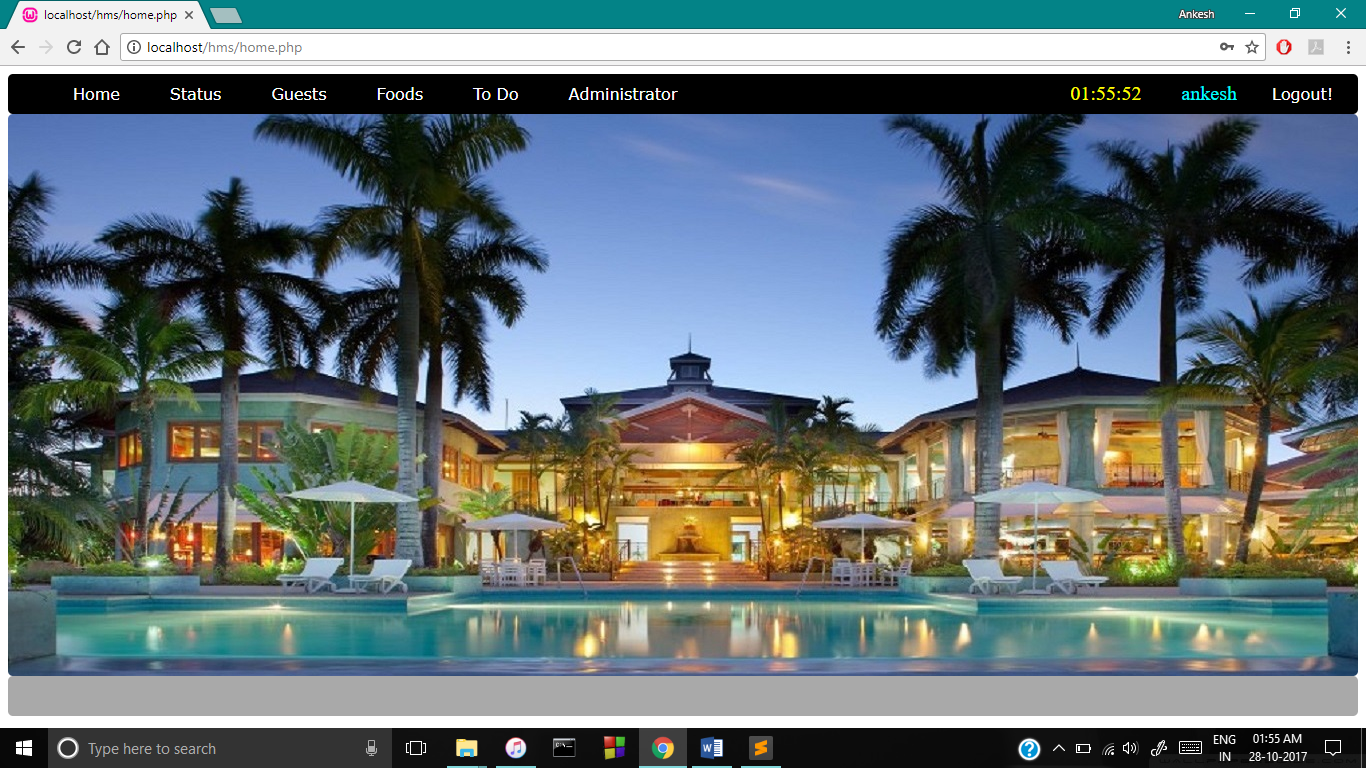 localhost/hms/home.php
Ankesh
localhost/hms/home.php
Home Status Guests Foods To Do Administrator 01:55:52 ankesh Logout!
Type here to search
ENG 01:55 AM
IN 28-10-2017